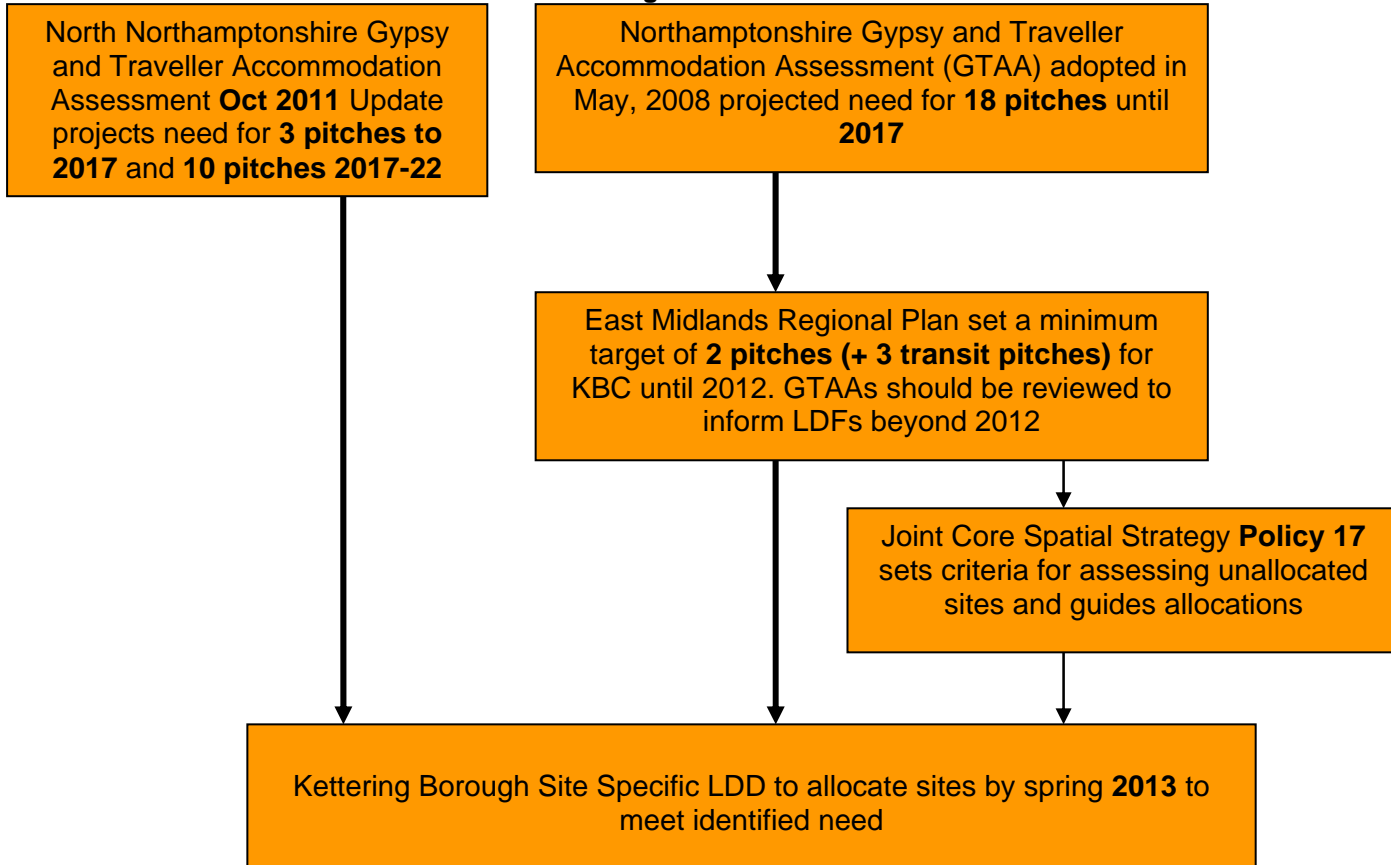 North Northamptonshire Gypsy
and Traveller Accommodation
Assessment Oct 2011 Update
projects need for 3 pitches to
2017 and 10 pitches 2017-22
Northamptonshire Gypsy and Traveller
Accommodation Assessment (GTAA) adopted in
May, 2008 projected need for 18 pitches until
2017
East Midlands Regional Plan set a minimum
target of 2 pitches (+ 3 transit pitches) for
KBC until 2012. GTAAs should be reviewed to
inform LDFs beyond 2012
Joint Core Spatial Strategy Policy 17
sets criteria for assessing unallocated
sites and guides allocations
Kettering Borough Site Specific LDD to allocate sites by spring 2013 to
meet identified need